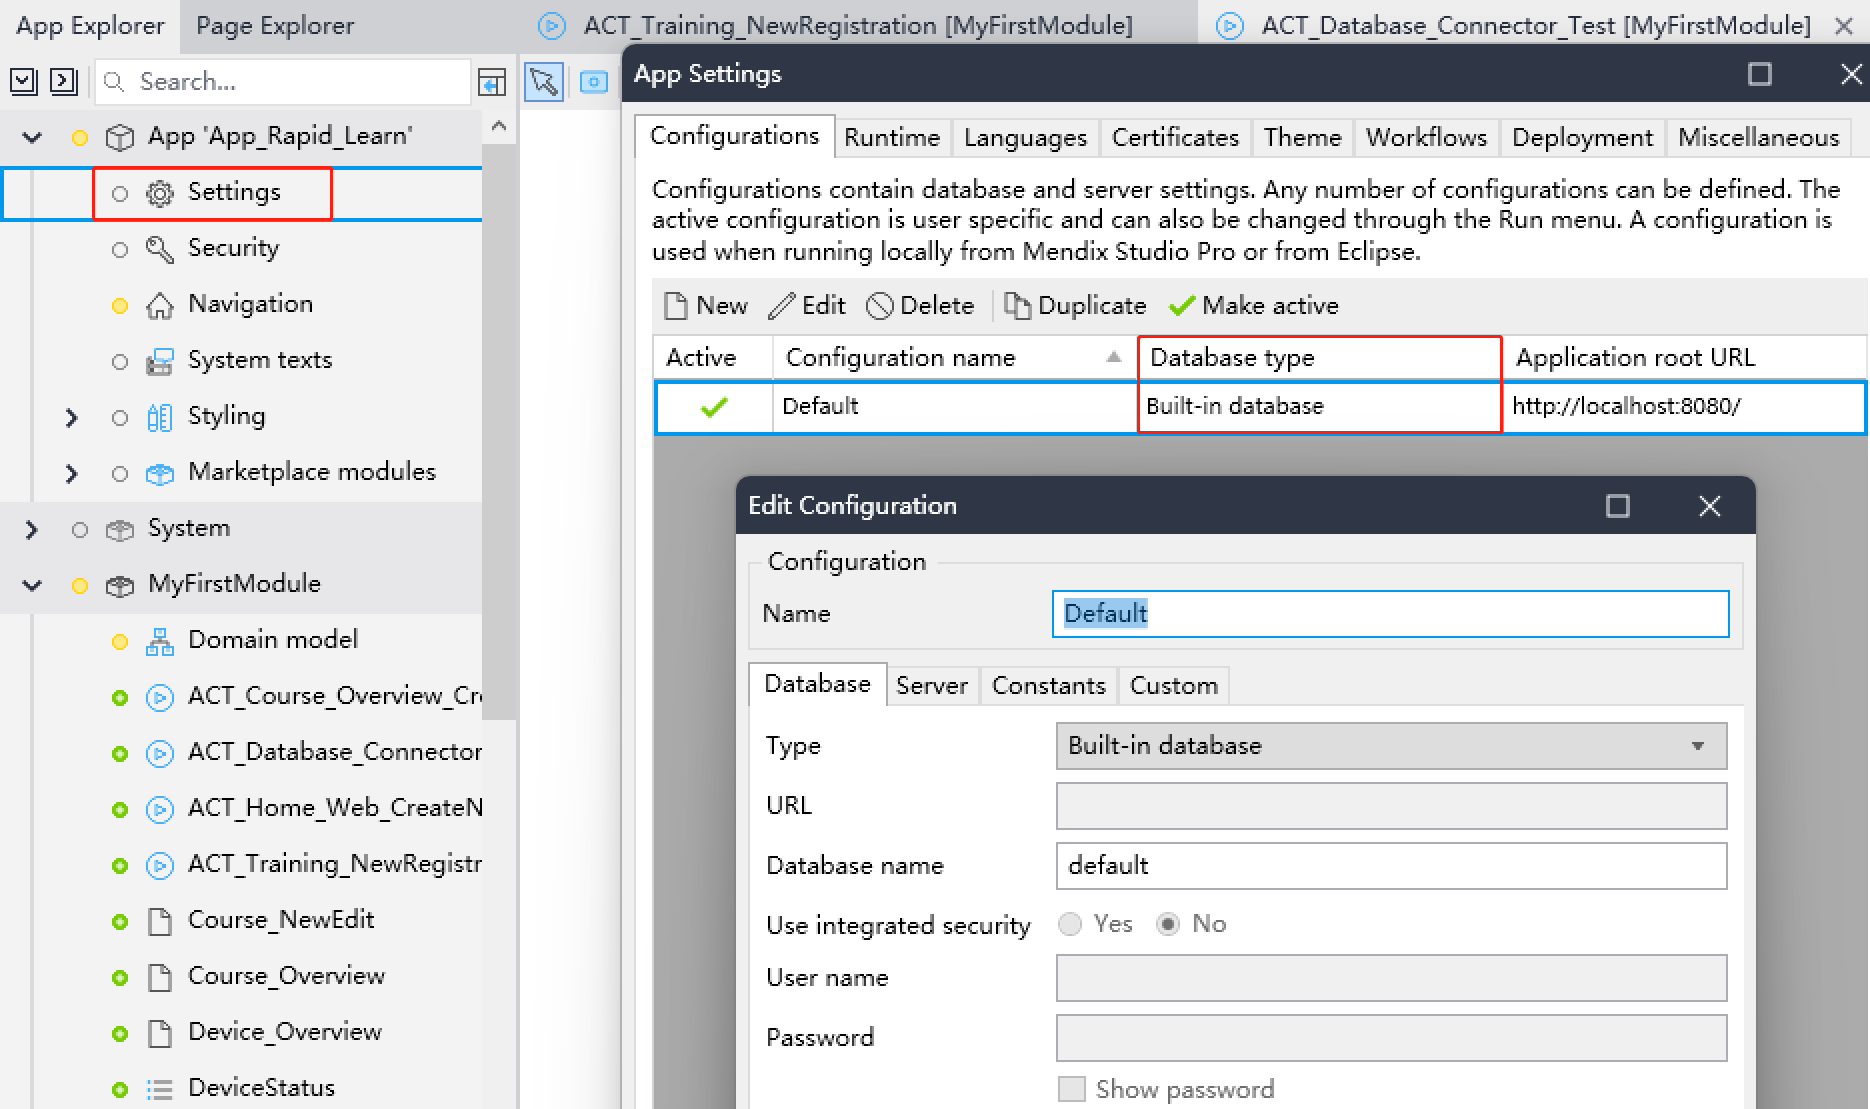 App Explorer
Page Explorer
ACT_Training_NewRegistration [MyFirstModule]
ACT_Database_Connector_Test [MyFirstModule]
Search...
App 'App_Rapid_Learn'
Settings
Security
Navigation
System texts
Styling
Marketplace modules
System
MyFirstModule
Domain model
ACT_Course_Overview_Cr
ACT_Database_Connector
ACT_Home_Web_CreateN
ACT_Training_NewRegistr
Course_NewEdit
Course_Overview
Device_Overview
DeviceStatus
App Settings
Configurations
Runtime
Languages
Certificates
Theme
Workflows
Deployment
Miscellaneous
Configurations contain database and server settings. Any number of configurations can be defined. The
active configuration is user specific and can also be changed through the Run menu. A configuration is
used when running locally from Mendix Studio Pro or from Eclipse.
New
Edit
Delete
Duplicate
Make active
Active
Configuration name
Database type
Application root URL
Default
Built-in database
http://localhost:8080/
Edit Configuration
Configuration
Name
Default
Database
Server
Constants
Custom
Type
Built-in database
URL
Database name
default
Use integrated security
Yes
No
User name
Password
Show password